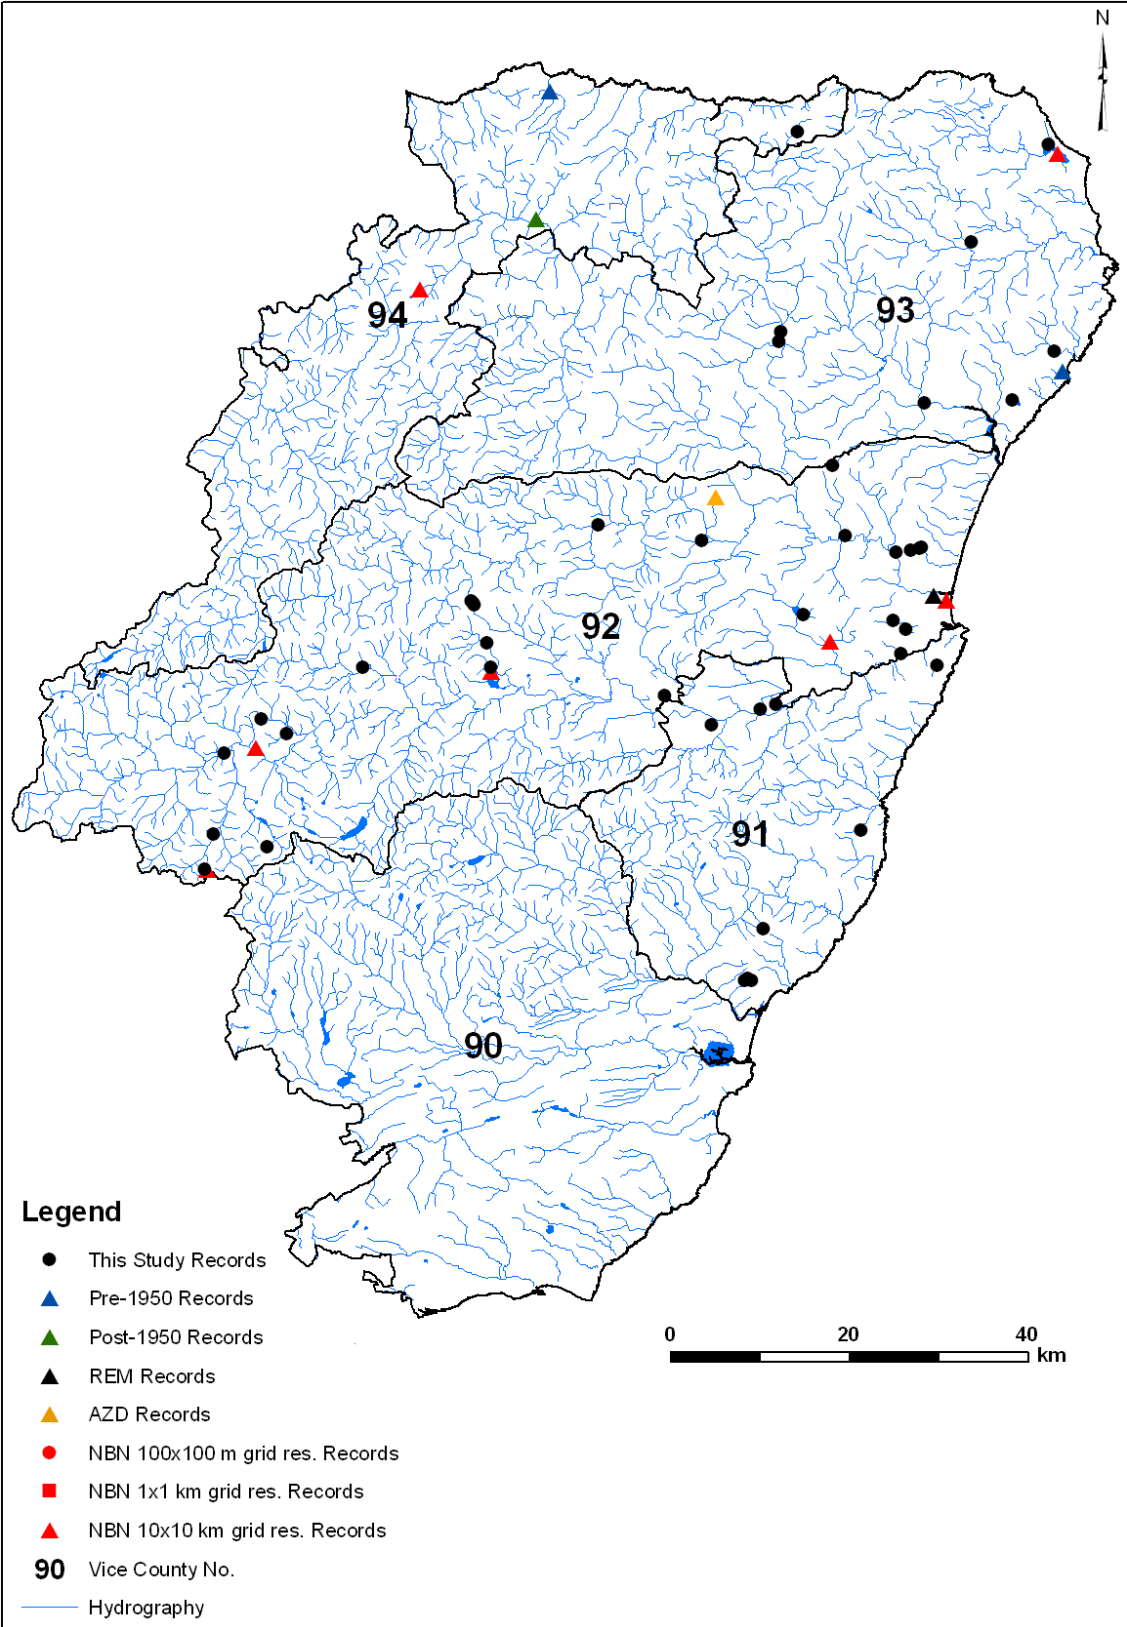 N
94
93
92
91
90
Legend
This Study Records
Pre-1950 Records
Post-1950 Records
REM Records
AZD Records
NBN 100x100 m grid res. Records
NBN 1x1 km grid res. Records
NBN 10x10 km grid res. Records
90 Vice County No.
Hydrography
0 20 40
km